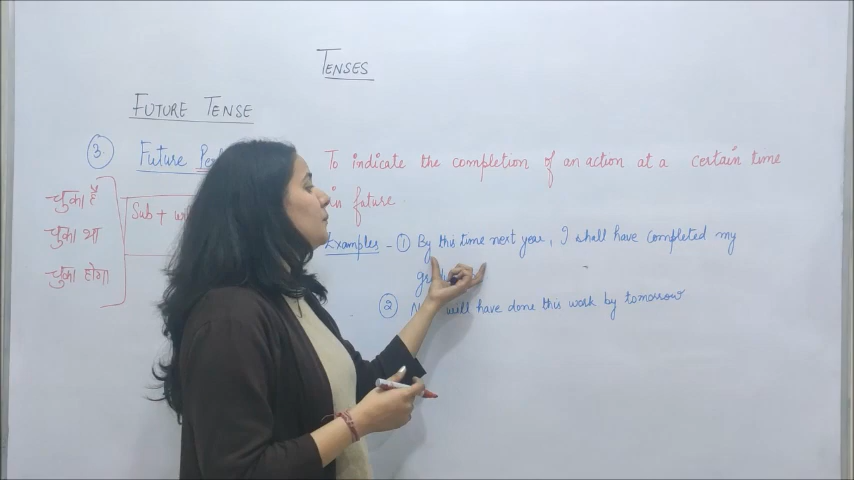 TENSES
FUTURE TENSE
3. Future
To indicate the completion of an action at a certain time
in future.
चुका है
चुका था
चुका होगा
Sub +
Examples - 1 By this time next year, I shall have completed my
2 will have done this work by tomorrow